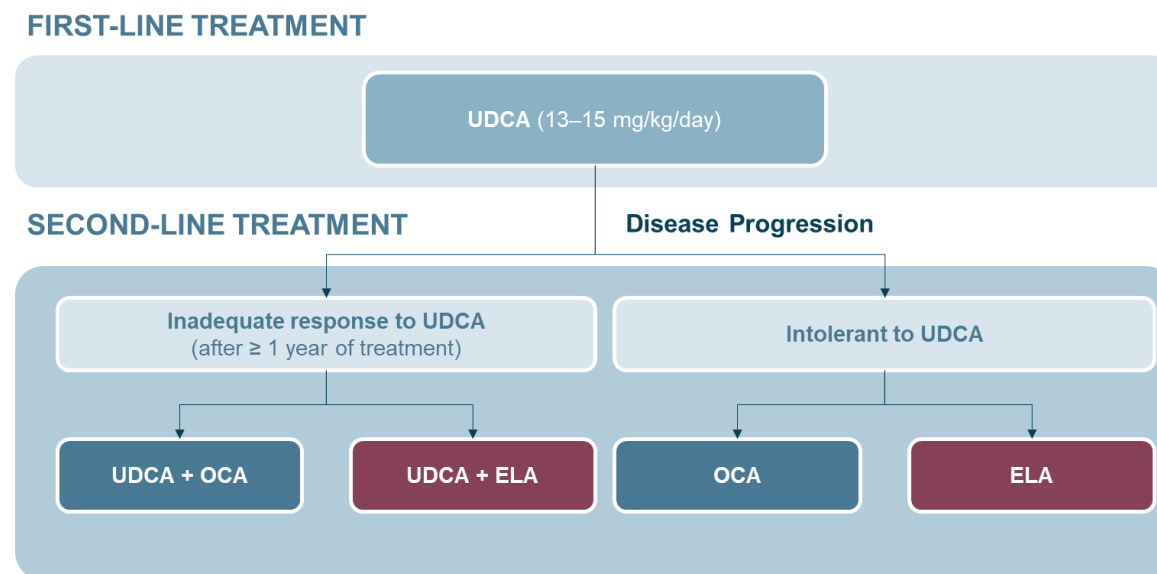 FIRST-LINE TREATMENT
UDCA (13–15 mg/kg/day)
SECOND-LINE TREATMENT
Disease Progression
Inadequate response to UDCA
(after ≥ 1 year of treatment)
Intolerant to UDCA
UDCA + OCA
UDCA + ELA
OCA
ELA